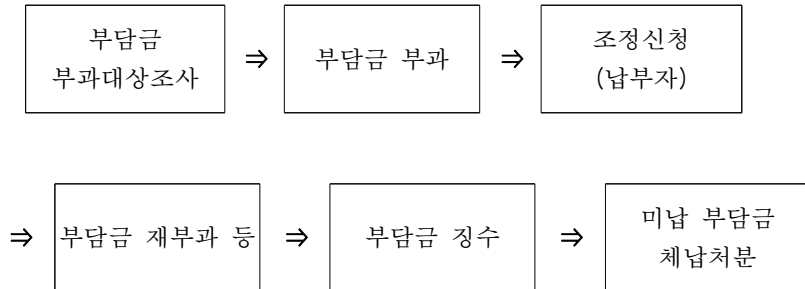 부담금
부과대상조사
⇒
부담금 부과
⇒
조정신청
(납부자)
⇒
부담금 재부과 등
⇒
부담금 징수
⇒
미납 부담금
체납처분